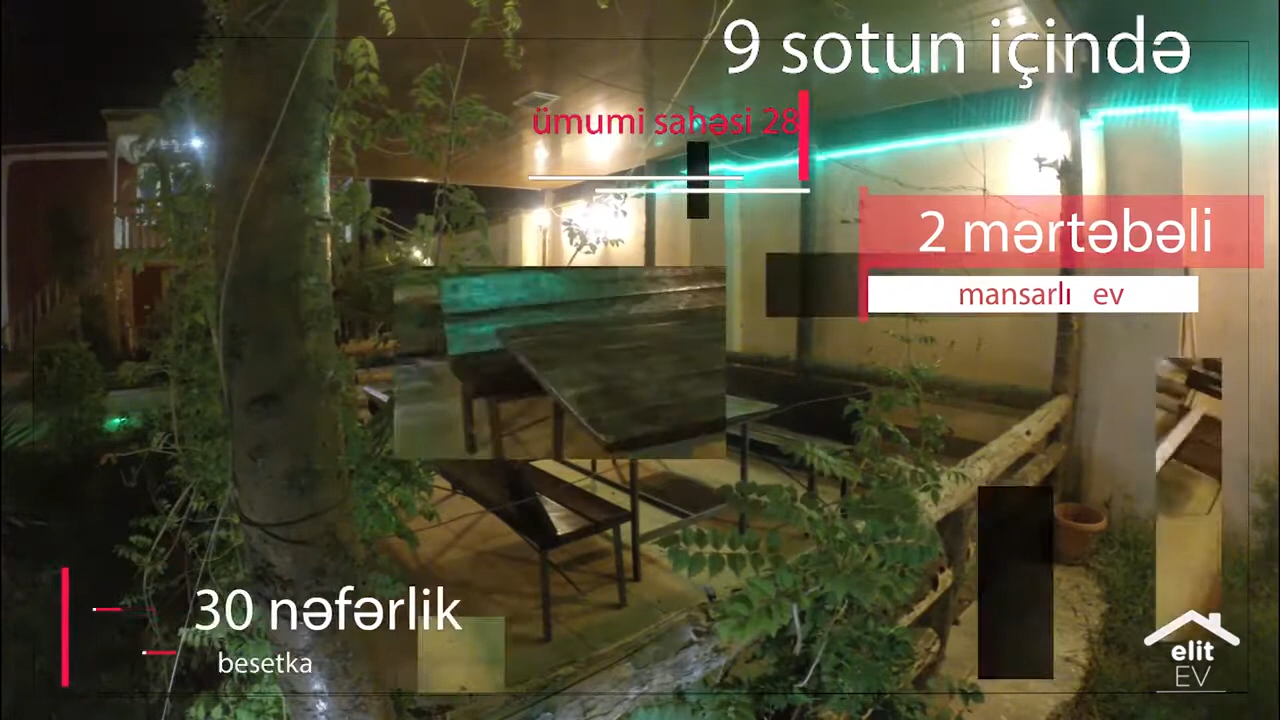 9 sotun içində
ümumi sahəsi 28
2 mərtəbəli
mansarlı ev
30 nəfərlik
besetka
elit
EV